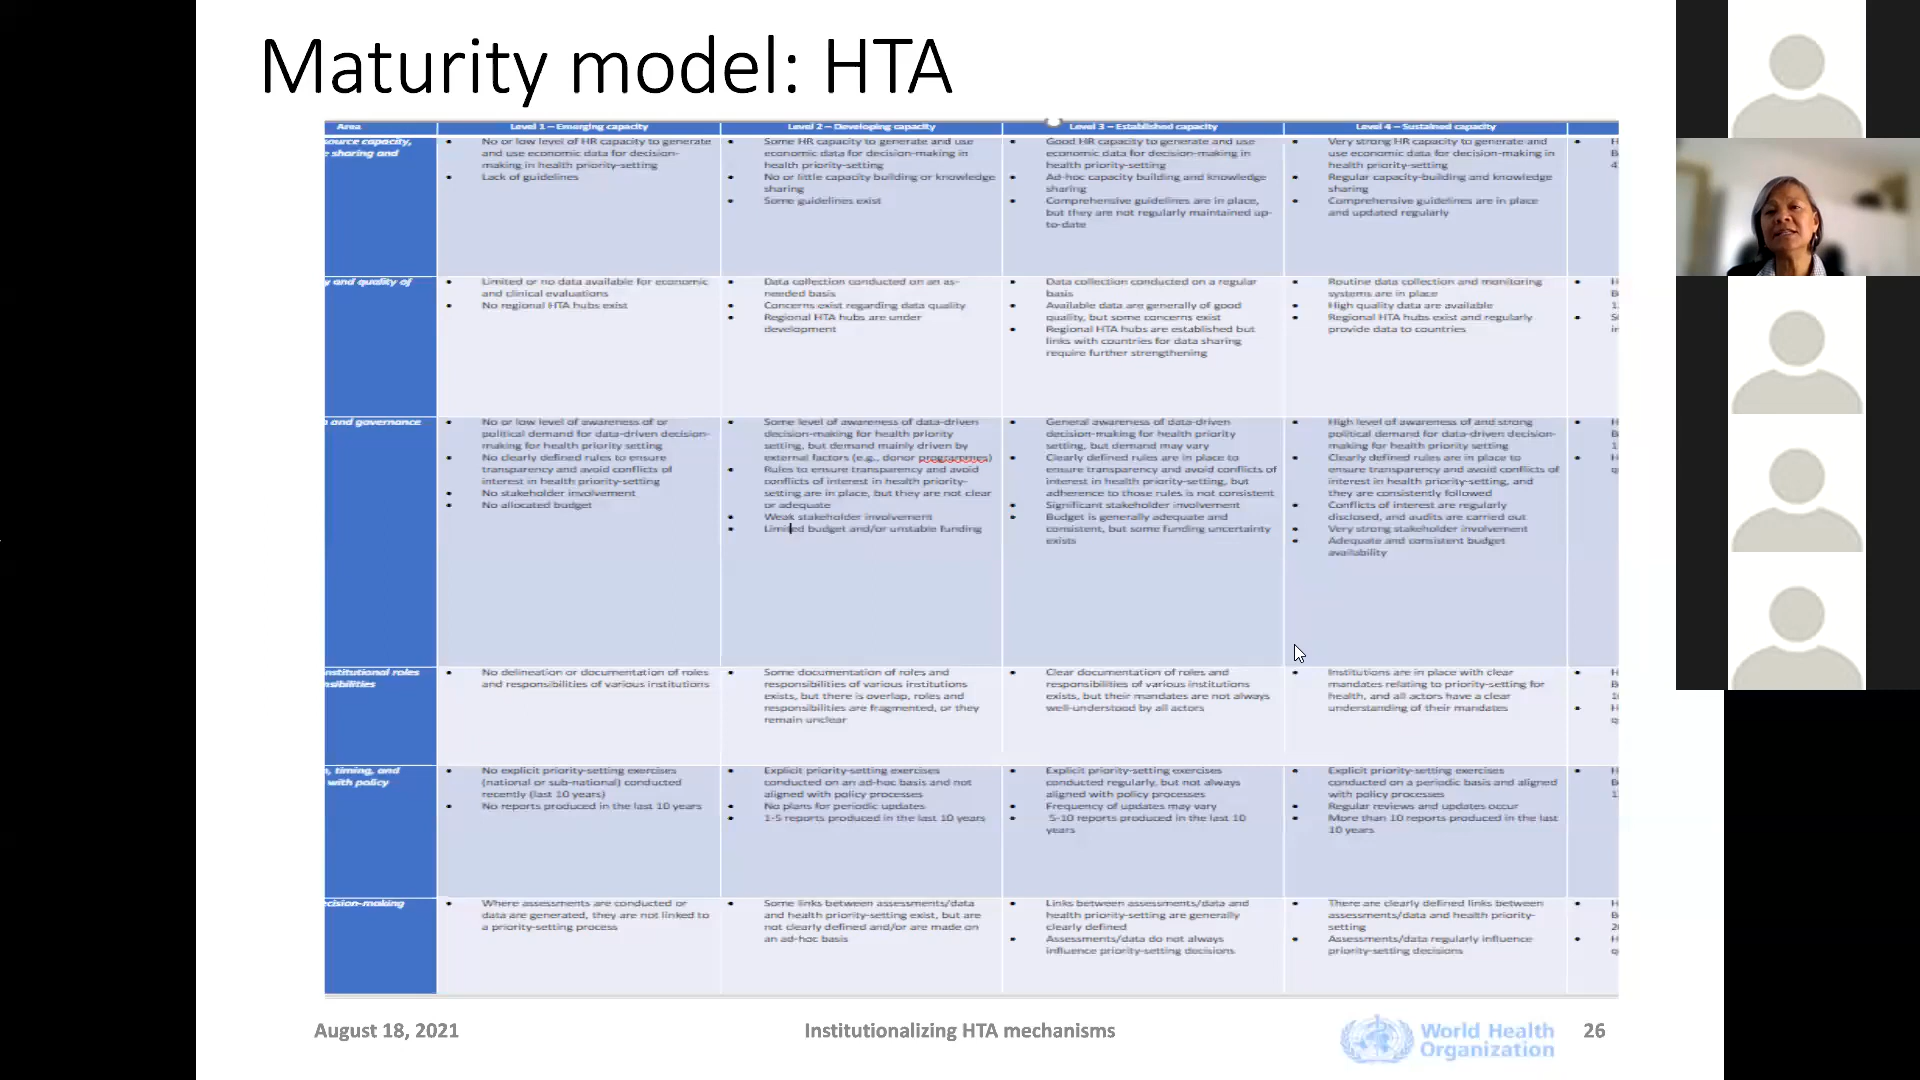 Maturity model: HTA
Area
Level 1 – Emerging capacity
Level 2 – Developing capacity
Level 3 – Established capacity
Level 4 – Sustained capacity
ource capacity,
sharing and
No or low level of HR capacity to generate
and use economic data for decision-
making in health priority-setting
Lack of guidelines
Some HR capacity to generate and use
economic data for decision-making in
health priority-setting
No or little capacity building or knowledge
sharing
Some guidelines exist
Good HR capacity to generate and use
economic data for decision-making in
health priority-setting
Ad-hoc capacity building and knowledge
sharing
Comprehensive guidelines are in place,
but they are not regularly maintained up-
to-date
Very strong HR capacity to generate and
use economic data for decision-making in
health priority-setting
Regular capacity-building and knowledge
sharing
Comprehensive guidelines are in place
and updated regularly
y and quality of
Limited or no data available for economic
and clinical evaluations
No regional HTA hubs exist
Data collection conducted on an as-
needed basis
Concerns exist regarding data quality
Regional HTA hubs are under
development
Data collection conducted on a regular
basis
Available data are generally of good
quality, but some concerns exist
Regional HTA hubs are established but
links with countries for data sharing
require further strengthening
Routine data collection and monitoring
systems are in place
High quality data are available
Regional HTA hubs exist and regularly
provide data to countries
and governance
No or low level of awareness of or
political demand for data-driven decision-
making for health priority setting
No clearly defined rules to ensure
transparency and avoid conflicts of
interest in health priority-setting
No stakeholder involvement
No allocated budget
Some level of awareness of data-driven
decision-making for health priority
setting, but demand mainly driven by
external factors (e.g., donor programmes)
Rules to ensure transparency and avoid
conflicts of interest in health priority-
setting are in place, but they are not clear
or adequate
Weak stakeholder involvement
Limited budget and/or unstable funding
General awareness of data-driven
decision-making for health priority
setting, but demand may vary
Clearly defined rules are in place to
ensure transparency and avoid conflicts of
interest in health priority-setting, but
adherence to those rules is not consistent
Significant stakeholder involvement
Budget is generally adequate and
consistent, but some funding uncertainty
exists
High level of awareness of and strong
political demand for data-driven decision-
making for health priority setting
Clearly defined rules are in place to
ensure transparency and avoid conflicts of
interest in health priority-setting, and
they are consistently followed
Conflicts of interest are regularly
disclosed, and audits are carried out
Very strong stakeholder involvement
Adequate and consistent budget
availability
nstitutional roles
nsibilities
No delineation or documentation of roles
and responsibilities of various institutions
Some documentation of roles and
responsibilities of various institutions
exists, but there is overlap, roles and
responsibilities are fragmented, or they
remain unclear
Clear documentation of roles and
responsibilities of various institutions
exists, but their mandates are not always
well-understood by all actors
Institutions are in place with clear
mandates relating to priority-setting for
health, and all actors have a clear
understanding of their mandates
, timing, and
with policy
No explicit priority-setting exercises
(national or sub-national) conducted
recently (last 10 years)
No reports produced in the last 10 years
Explicit priority-setting exercises
conducted on an ad-hoc basis and not
aligned with policy processes
No plans for periodic updates
1-5 reports produced in the last 10 years
Explicit priority-setting exercises
conducted regularly, but not always
aligned with policy processes
Frequency of updates may vary
5-10 reports produced in the last 10
years
Explicit priority-setting exercises
conducted on a periodic basis and aligned
with policy processes
Regular reviews and updates occur
More than 10 reports produced in the last
10 years
ecision-making
Where assessments are conducted or
data are generated, they are not linked to
a priority-setting process
Some links between assessments/data
and health priority-setting exist, but are
not clearly defined and/or are made on
an ad-hoc basis
Links between assessments/data and
health priority-setting are generally
clearly defined
Assessments/data do not always
influence priority-setting decisions
There are clearly defined links between
assessments/data and health priority-
setting
Assessments/data regularly influence
priority-setting decisions
August 18, 2021
Institutionalizing HTA mechanisms
World Health
Organization
26